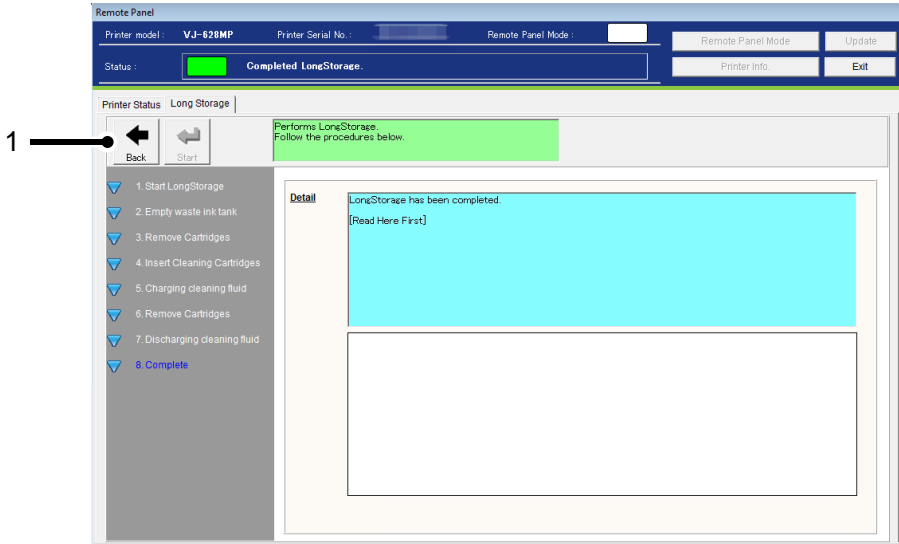 Remote Panel
Printer model : VJ-628MP Printer Serial No. : Remote Panel Mode :
Remote Panel Mode Update
Status : Completed LongStorage.
Printer Info. Exit
Printer Status Long Storage
1
Back Start
Performs LongStorage.
Follow the procedures below.
1. Start LongStorage
2. Empty waste ink tank
3. Remove Cartridges
4. Insert Cleaning Cartridges
5. Charging cleaning fluid
6. Remove Cartridges
7. Discharging cleaning fluid
8. Complete
Detail
LongStorage has been completed.
[Read Here First]